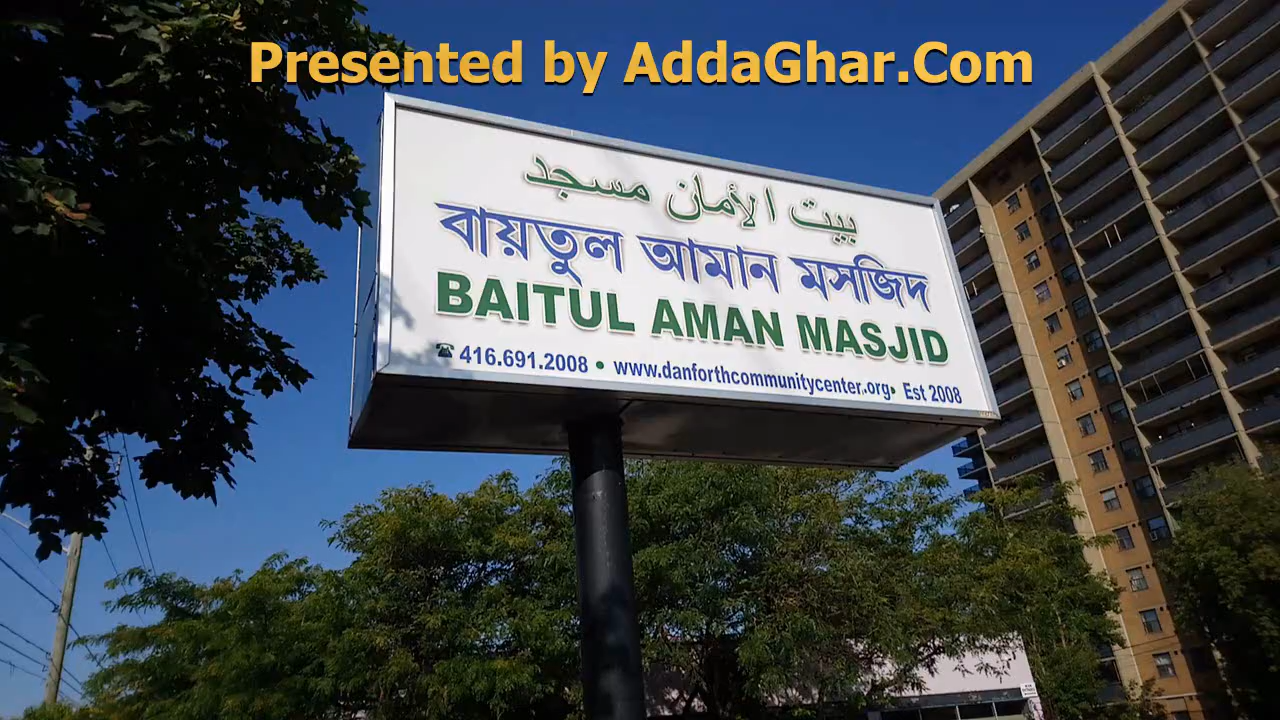 Presented by AddaGhar.Com
بيت الأمان مسجد
বায়তুল আমান মসজিদ
BAITUL AMAN MASJID
☎ 416.691.2008 • www.danforthcommunitycenter.org• Est 2008